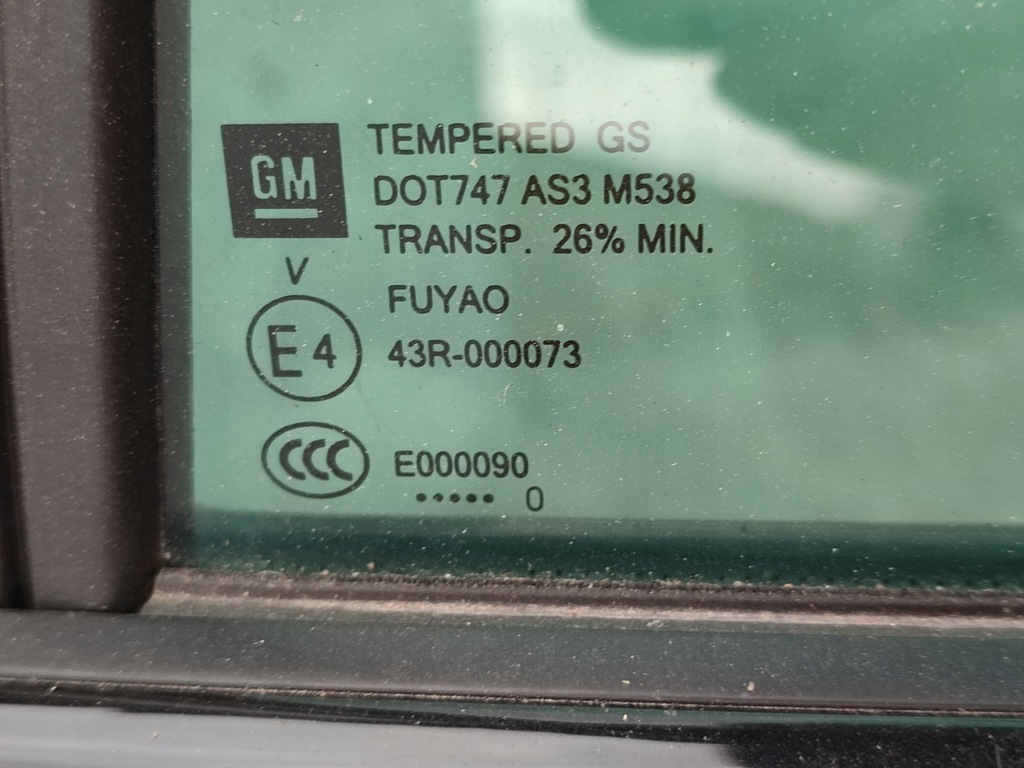 GM
TEMPERED GS
DOT747 AS3 M538
TRANSP. 26% MIN.
V
FUYAO
E4
43R-000073
CCC
E000090
••••• 0